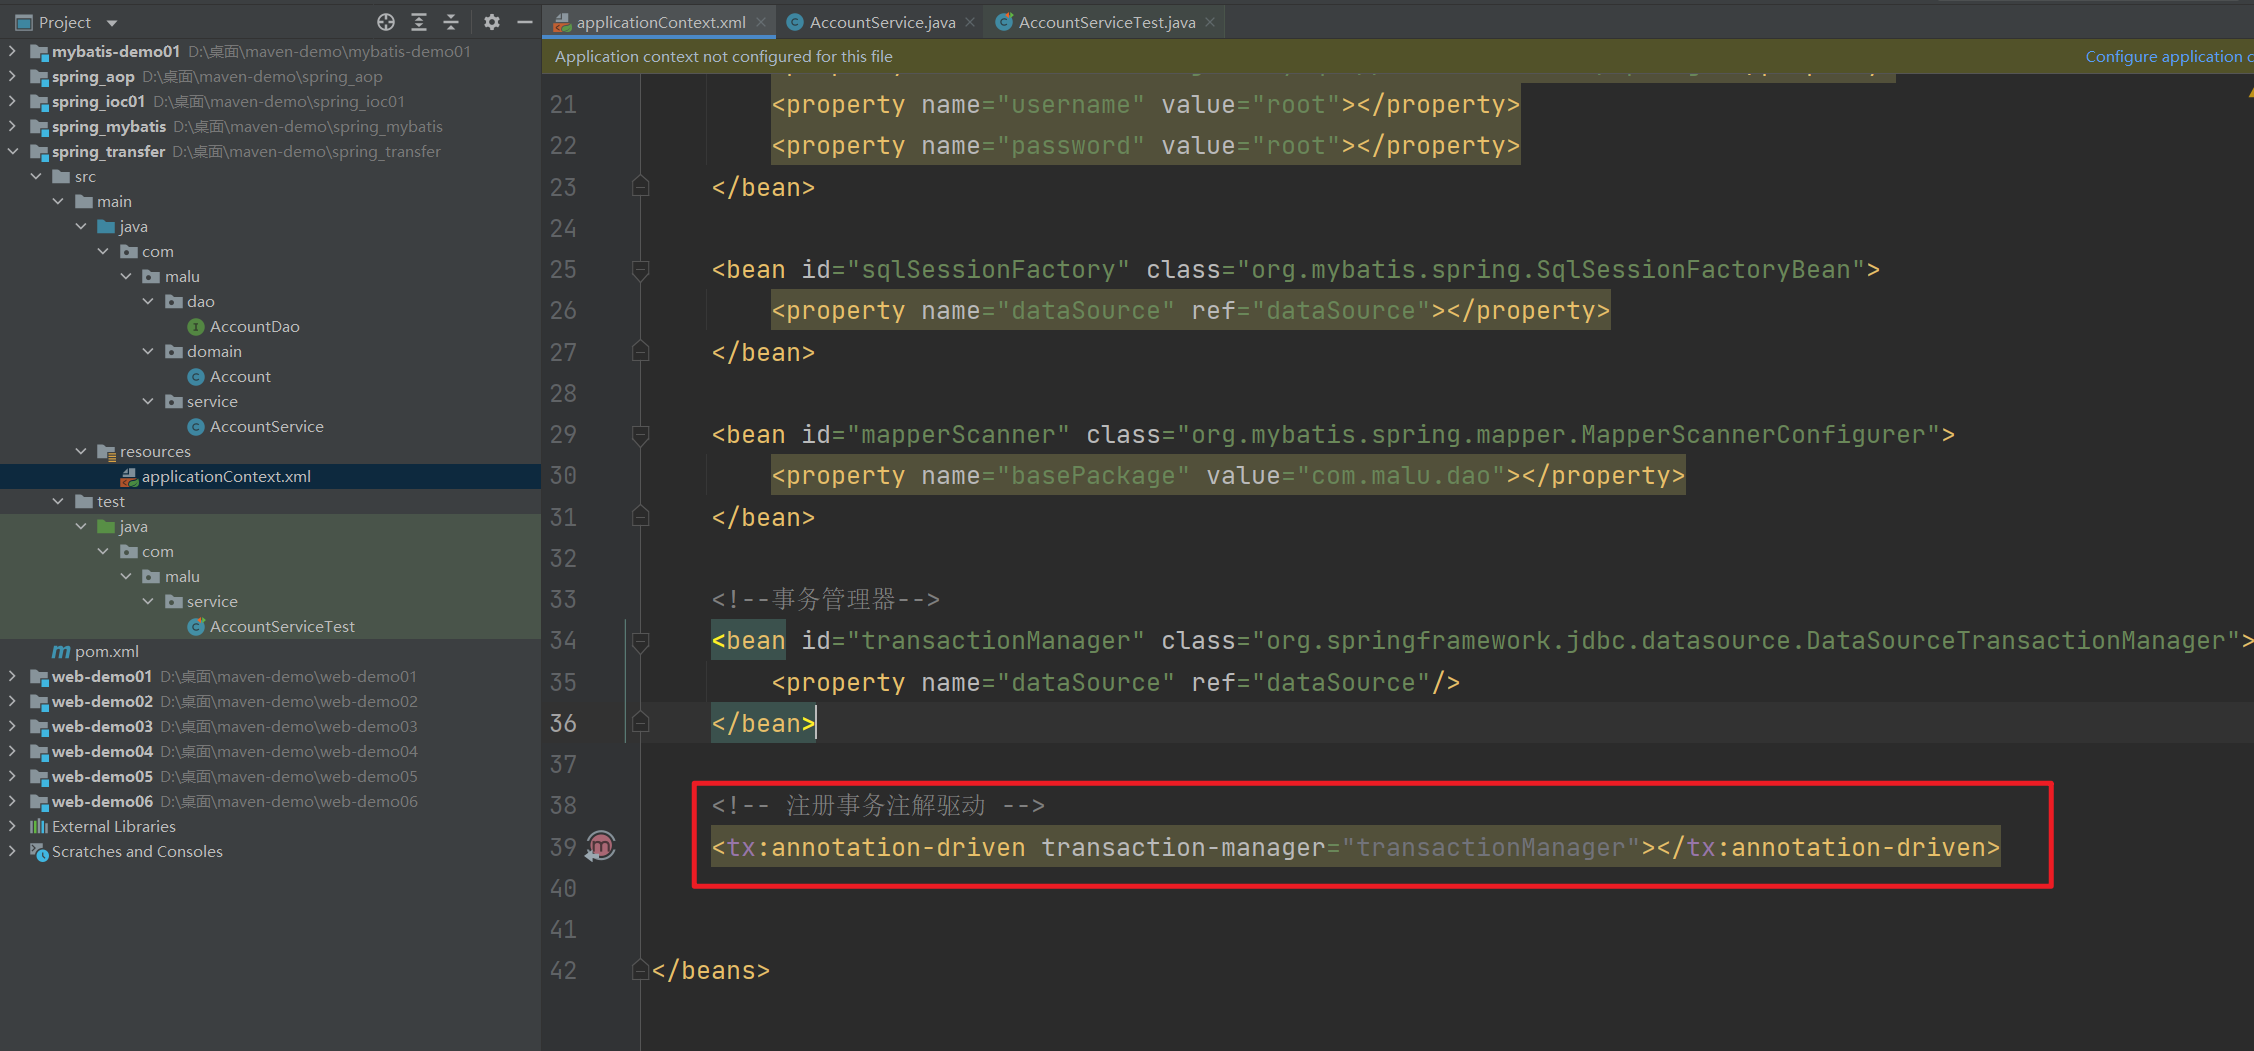 Project
mybatis-demo01 D:\桌面\maven-demo\mybatis-demo01
spring_aop D:\桌面\maven-demo\spring_aop
spring_ioc01 D:\桌面\maven-demo\spring_ioc01
spring_mybatis D:\桌面\maven-demo\spring_mybatis
spring_transfer D:\桌面\maven-demo\spring_transfer
src
main
java
com
malu
dao
AccountDao
domain
Account
service
AccountService
resources
applicationContext.xml
test
java
com
malu
service
AccountServiceTest
pom.xml
web-demo01 D:\桌面\maven-demo\web-demo01
web-demo02 D:\桌面\maven-demo\web-demo02
web-demo03 D:\桌面\maven-demo\web-demo03
web-demo04 D:\桌面\maven-demo\web-demo04
web-demo05 D:\桌面\maven-demo\web-demo05
web-demo06 D:\桌面\maven-demo\web-demo06
External Libraries
Scratches and Consoles
applicationContext.xml AccountService.java AccountServiceTest.java
Application context not configured for this file Configure application c
21 <property name="username" value="root"></property>
22 <property name="password" value="root"></property>
23 </bean>
24
25 <bean id="sqlSessionFactory" class="org.mybatis.spring.SqlSessionFactoryBean">
26 <property name="dataSource" ref="dataSource"></property>
27 </bean>
28
29 <bean id="mapperScanner" class="org.mybatis.spring.mapper.MapperScannerConfigurer">
30 <property name="basePackage" value="com.malu.dao"></property>
31 </bean>
32
33 <!--事务管理器-->
34 <bean id="transactionManager" class="org.springframework.jdbc.datasource.DataSourceTransactionManager">
35 <property name="dataSource" ref="dataSource"/>
36 </bean>
37
38 <!-- 注册事务注解驱动 -->
39 <tx:annotation-driven transaction-manager="transactionManager"></tx:annotation-driven>
40
41
42 </beans>